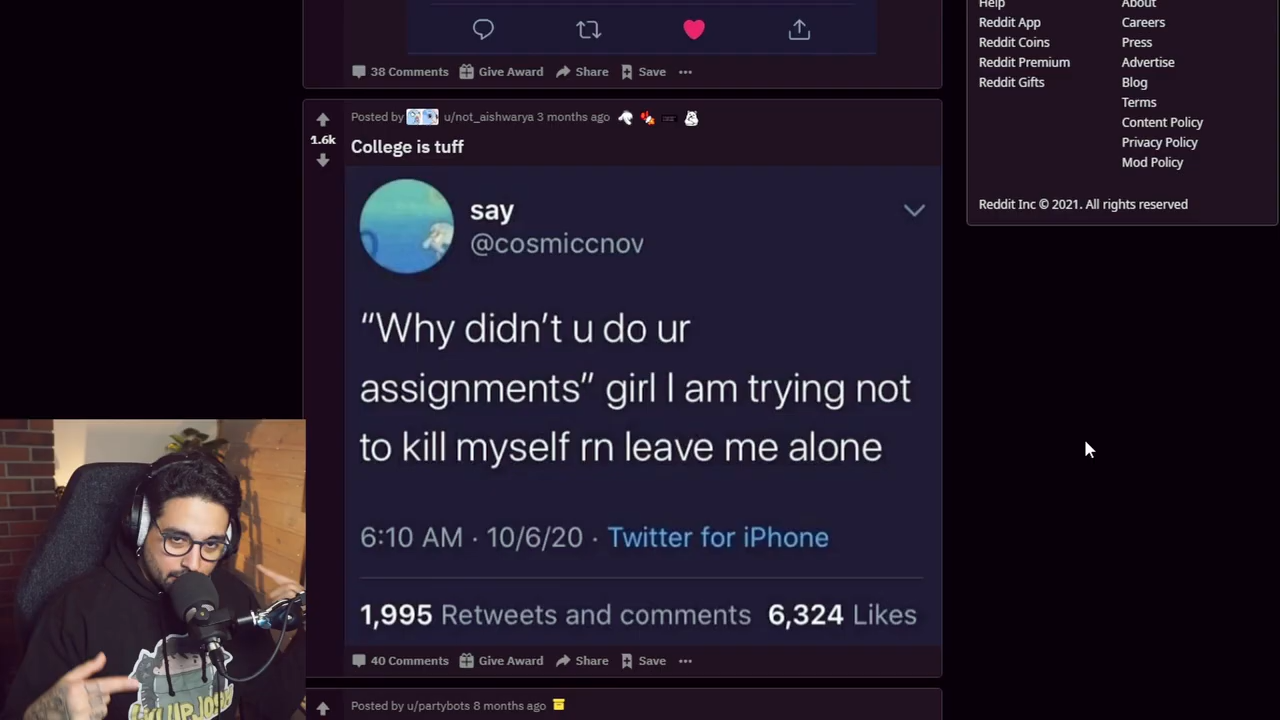 38 Comments Give Award Share Save
Posted by u/not_aishwarya 3 months ago
1.6k
College is tuff
say
@cosmiccnov
“Why didn’t u do ur
assignments” girl I am trying not
to kill myself rn leave me alone
6:10 AM · 10/6/20 · Twitter for iPhone
1,995 Retweets and comments 6,324 Likes
40 Comments Give Award Share Save
Posted by u/partybots 8 months ago
Help About
Reddit App Careers
Reddit Coins Press
Reddit Premium Advertise
Reddit Gifts Blog
Terms
Content Policy
Privacy Policy
Mod Policy
Reddit Inc © 2021. All rights reserved